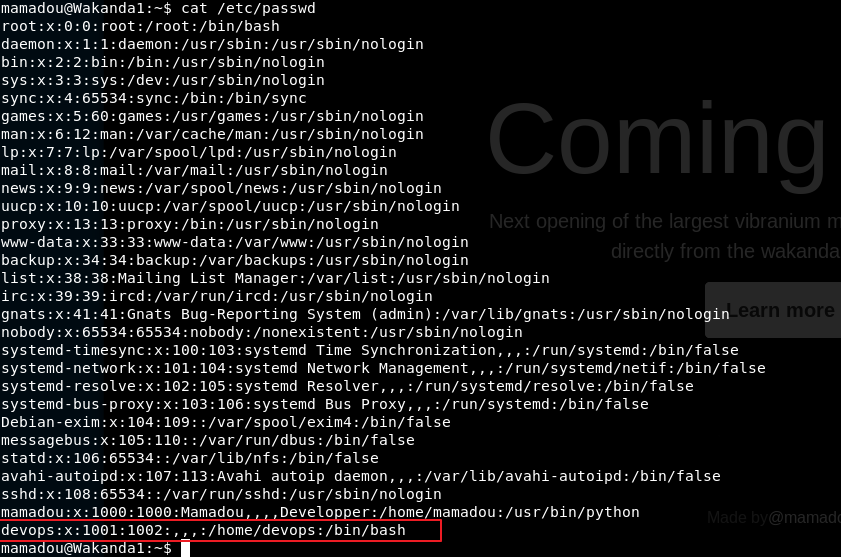 mamadou@Wakanda1:~$ cat /etc/passwd
root:x:0:0:root:/root:/bin/bash
daemon:x:1:1:daemon:/usr/sbin:/usr/sbin/nologin
bin:x:2:2:bin:/bin:/usr/sbin/nologin
sys:x:3:3:sys:/dev:/usr/sbin/nologin
sync:x:4:65534:sync:/bin:/bin/sync
games:x:5:60:games:/usr/games:/usr/sbin/nologin
man:x:6:12:man:/var/cache/man:/usr/sbin/nologin
lp:x:7:7:lp:/var/spool/lpd:/usr/sbin/nologin
mail:x:8:8:mail:/var/mail:/usr/sbin/nologin
news:x:9:9:news:/var/spool/news:/usr/sbin/nologin
uucp:x:10:10:uucp:/var/spool/uucp:/usr/sbin/nologin
proxy:x:13:13:proxy:/bin:/usr/sbin/nologin
www-data:x:33:33:www-data:/var/www:/usr/sbin/nologin
backup:x:34:34:backup:/var/backups:/usr/sbin/nologin
list:x:38:38:Mailing List Manager:/var/list:/usr/sbin/nologin
irc:x:39:39:ircd:/var/run/ircd:/usr/sbin/nologin
gnats:x:41:41:Gnats Bug-Reporting System (admin):/var/lib/gnats:/usr/sbin/nologin
nobody:x:65534:65534:nobody:/nonexistent:/usr/sbin/nologin
systemd-timesync:x:100:103:systemd Time Synchronization,,,:/run/systemd:/bin/false
systemd-network:x:101:104:systemd Network Management,,,:/run/systemd/netif:/bin/false
systemd-resolve:x:102:105:systemd Resolver,,,:/run/systemd/resolve:/bin/false
systemd-bus-proxy:x:103:106:systemd Bus Proxy,,,:/run/systemd:/bin/false
Debian-exim:x:104:109::/var/spool/exim4:/bin/false
messagebus:x:105:110::/var/run/dbus:/bin/false
statd:x:106:65534::/var/lib/nfs:/bin/false
avahi-autoipd:x:107:113:Avahi autoip daemon,,,:/var/lib/avahi-autoipd:/bin/false
sshd:x:108:65534::/var/run/sshd:/usr/sbin/nologin
mamadou:x:1000:1000:Mamadou,,,,Developper:/home/mamadou:/usr/bin/python
devops:x:1001:1002:,,,:/home/devops:/bin/bash
mamadou@Wakanda1:~$
Coming
Next opening of the largest vibranium m
directly from the wakanda
Learn more
Made by @mamado